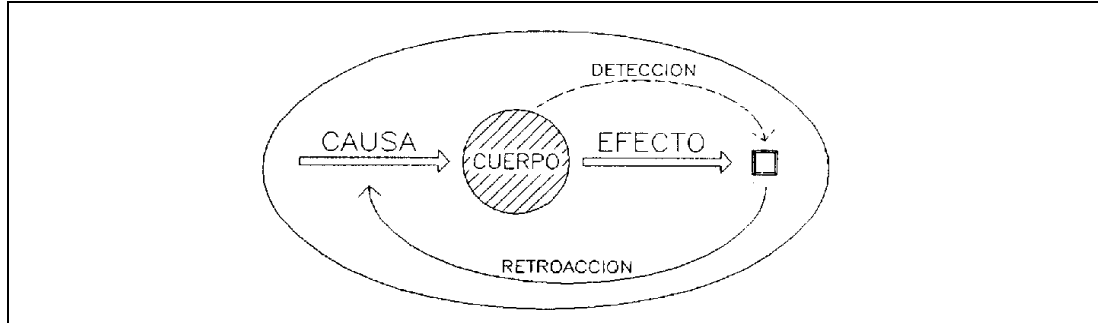 DETECCION
CAUSA
CUERPO
EFECTO
RETROACCION